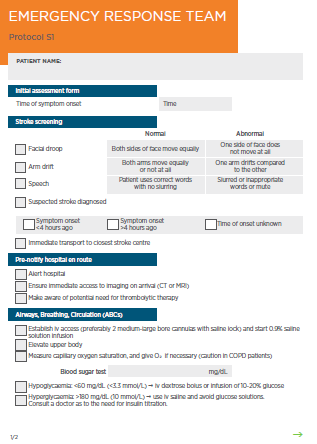 EMERGENCY RESPONSE TEAM
Protocol S1
PATIENT NAME:
Initial assessment form
Time of symptom onset Time
Stroke screening
Normal Abnormal
Facial droop Both sides of face move equally One side of face does
not move at all
Arm drift Both arms move equally
or not at all One arm drifts compared
to the other
Speech Patient uses correct words
with no slurring Slurred or inappropriate
words or mute
Suspected stroke diagnosed
Symptom onset
<4 hours ago Symptom onset
>4 hours ago Time of onset unknown
Immediate transport to closest stroke centre
Pre-notify hospital en route
Alert hospital
Ensure immediate access to imaging on arrival (CT or MRI)
Make aware of potential need for thrombolytic therapy
Airways, Breathing, Circulation (ABCs)
Establish iv access (preferably 2 medium-large bore cannulas with saline lock) and start 0.9% saline
solution infusion
Elevate upper body
Measure capillary oxygen saturation, and give O₂ if necessary (caution in COPD patients)
Blood sugar test mg/dL
Hypoglycaemia: <60 mg/dL (<3.3 mmol/L) → iv dextrose bolus or infusion of 10-20% glucose
Hyperglycaemia: >180 mg/dL (10 mmol/L) → use iv saline and avoid glucose solutions.
Consult a doctor as to the need for insulin titration.
1/2
→